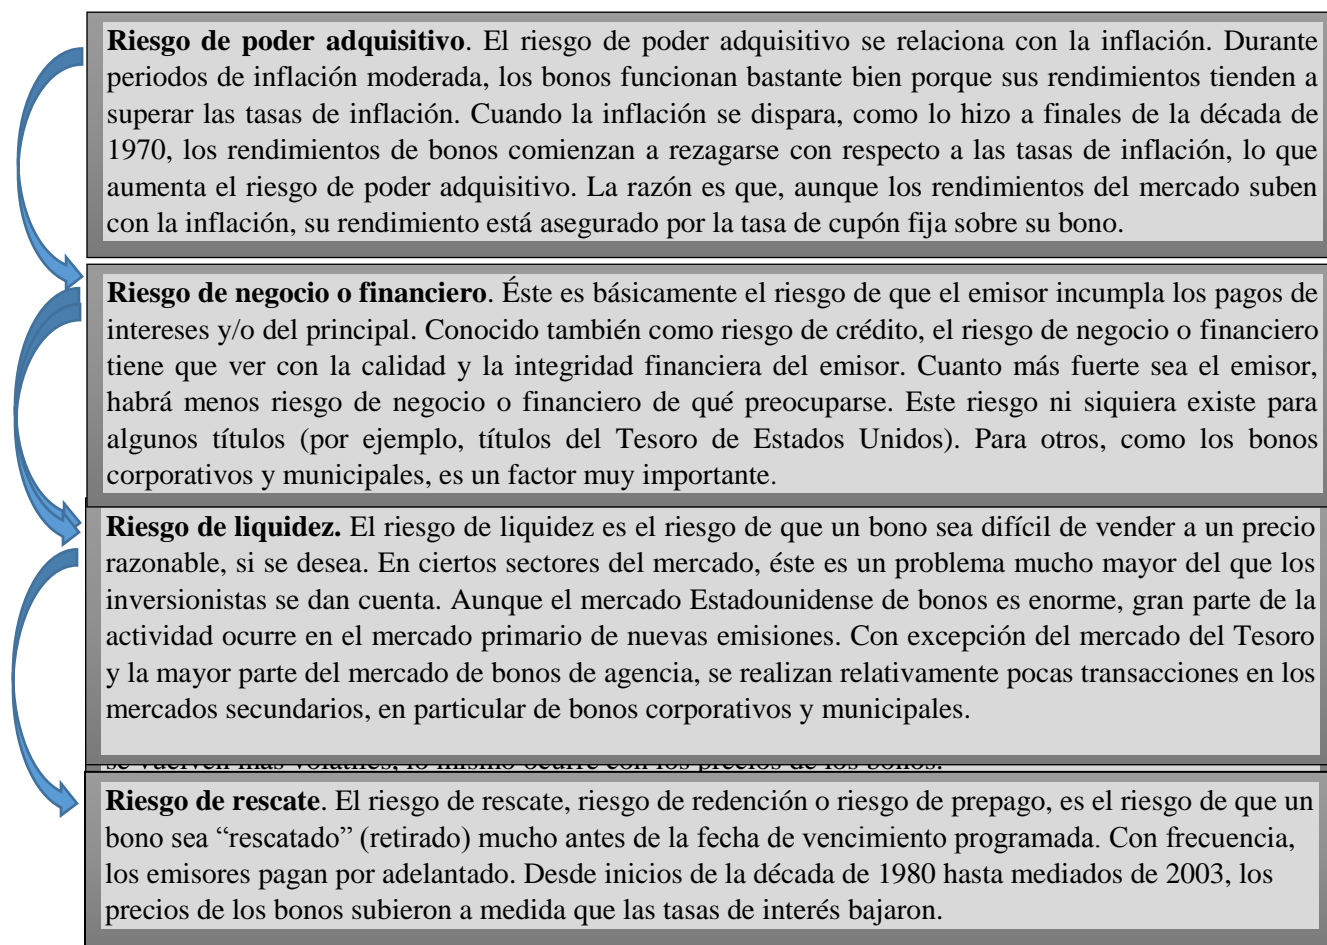 Riesgo de poder adquisitivo. El riesgo de poder adquisitivo se relaciona con la inflación. Durante
periodos de inflación moderada, los bonos funcionan bastante bien porque sus rendimientos tienden a
superar las tasas de inflación. Cuando la inflación se dispara, como lo hizo a finales de la década de
1970, los rendimientos de bonos comienzan a rezagarse con respecto a las tasas de inflación, lo que
aumenta el riesgo de poder adquisitivo. La razón es que, aunque los rendimientos del mercado suben
con la inflación, su rendimiento está asegurado por la tasa de cupón fija sobre su bono.
Riesgo de negocio o financiero. Éste es básicamente el riesgo de que el emisor incumpla los pagos de
intereses y/o del principal. Conocido también como riesgo de crédito, el riesgo de negocio o financiero
tiene que ver con la calidad y la integridad financiera del emisor. Cuanto más fuerte sea el emisor,
habrá menos riesgo de negocio o financiero de qué preocuparse. Este riesgo ni siquiera existe para
algunos títulos (por ejemplo, títulos del Tesoro de Estados Unidos). Para otros, como los bonos
corporativos y municipales, es un factor muy importante.
Riesgo de liquidez. El riesgo de liquidez es el riesgo de que un bono sea difícil de vender a un precio
razonable, si se desea. En ciertos sectores del mercado, éste es un problema mucho mayor del que los
inversionistas se dan cuenta. Aunque el mercado Estadounidense de bonos es enorme, gran parte de la
actividad ocurre en el mercado primario de nuevas emisiones. Con excepción del mercado del Tesoro
y la mayor parte del mercado de bonos de agencia, se realizan relativamente pocas transacciones en los
mercados secundarios, en particular de bonos corporativos y municipales.
se vuelven más volátiles, lo mismo ocurre con los precios de los bonos.
Riesgo de rescate. El riesgo de rescate, riesgo de redención o riesgo de prepago, es el riesgo de que un
bono sea “rescatado” (retirado) mucho antes de la fecha de vencimiento programada. Con frecuencia,
los emisores pagan por adelantado. Desde inicios de la década de 1980 hasta mediados de 2003, los
precios de los bonos subieron a medida que las tasas de interés bajaron.